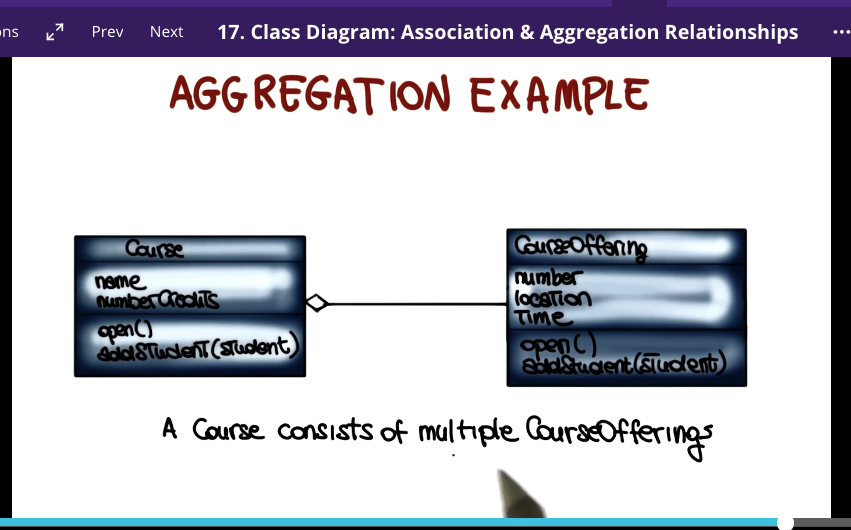 ns Prev Next 17. Class Diagram: Association & Aggregation Relationships ...
AGGREGATION EXAMPLE
Course
name
numberCredits
open()
addStudent(student)
CourseOffering
number
location
Time
open()
addStudent(student)
A Course consists of multiple CourseOfferings